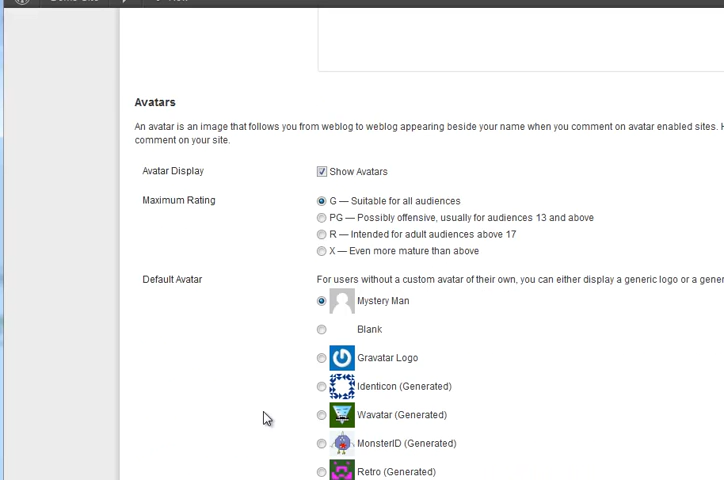 Avatars
An avatar is an image that follows you from weblog to weblog appearing beside your name when you comment on avatar enabled sites.
comment on your site.
Avatar Display
Show Avatars
Maximum Rating
G — Suitable for all audiences
PG — Possibly offensive, usually for audiences 13 and above
R — Intended for adult audiences above 17
X — Even more mature than above
Default Avatar
For users without a custom avatar of their own, you can either display a generic logo or a
Mystery Man
Blank
Gravatar Logo
Identicon (Generated)
Wavatar (Generated)
MonsterID (Generated)
Retro (Generated)